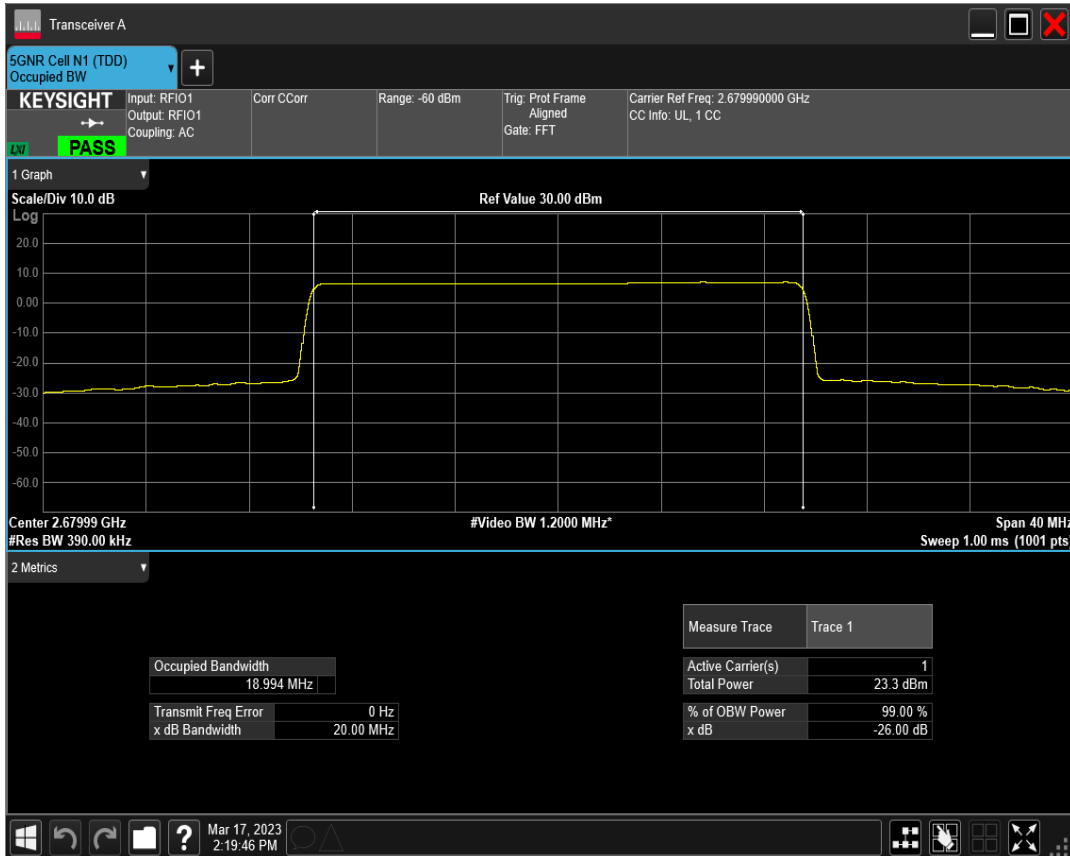 Transceiver A
5GNR Cell N1 (TDD)
Occupied BW
+
KEYSIGHT
LXI
PASS
Input: RFIO1
Output: RFIO1
Coupling: AC
Corr CCorr
Range: -60 dBm
Trig: Prot Frame
Aligned
Gate: FFT
Carrier Ref Freq: 2.679990000 GHz
CC Info: UL, 1 CC
1 Graph
Scale/Div 10.0 dB
Ref Value 30.00 dBm
Log
20.0
10.0
0.00
-10.0
-20.0
-30.0
-40.0
-50.0
-60.0
Center 2.67999 GHz
#Video BW 1.2000 MHz*
Span 40 MHz
#Res BW 390.00 kHz
Sweep 1.00 ms (1001 pts)
2 Metrics
Measure Trace Trace 1
Occupied Bandwidth
18.994 MHz
Active Carrier(s) 1
Total Power 23.3 dBm
Transmit Freq Error 0 Hz
x dB Bandwidth 20.00 MHz
% of OBW Power 99.00 %
x dB -26.00 dB
?
Mar 17, 2023
2:19:46 PM